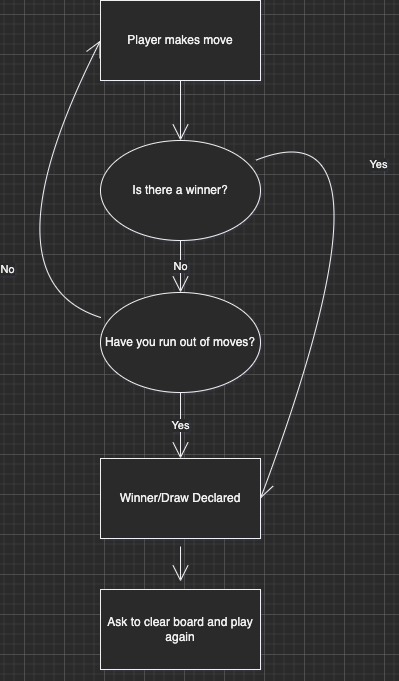 Player makes move
Yes
Is there a winner?
No
No
Have you run out of moves?
Yes
Winner/Draw Declared
Ask to clear board and play
again